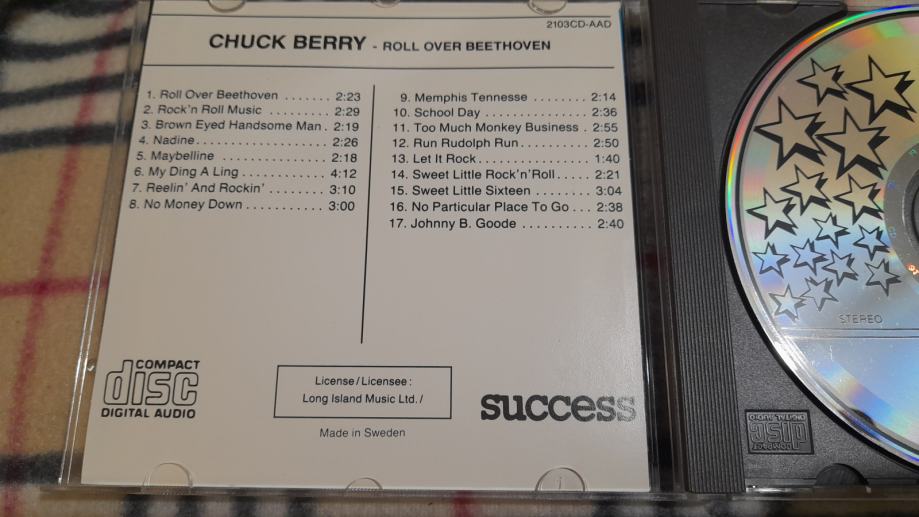 2103CD-AAD
CHUCK BERRY - ROLL OVER BEETHOVEN
1. Roll Over Beethoven ....... 2:23
2. Rock'n Roll Music ........ 2:29
3. Brown Eyed Handsome Man . 2:19
4. Nadine .................. 2:26
5. Maybelline ............... 2:18
6. My Ding A Ling ............ 4:12
7. Reelin' And Rockin' ........ 3:10
8. No Money Down ........... 3:00
9. Memphis Tennesse ........ 2:14
10. School Day .............. 2:36
11. Too Much Monkey Business . 2:55
12. Run Rudolph Run .......... 2:50
13. Let It Rock ............... 1:40
14. Sweet Little Rock'n'Roll ..... 2:21
15. Sweet Little Sixteen ........ 3:04
16. No Particular Place To Go ... 2:38
17. Johnny B. Goode .......... 2:40
COMPACT
disc
DIGITAL AUDIO
License/Licensee:
Long Island Music Ltd./
Made in Sweden
success
STEREO
COMPACT
disc
DIGITAL AUDIO